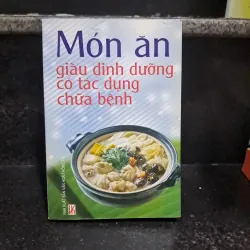 Món ăn
giàu dinh dưỡng
có tác dụng
chữa bệnh